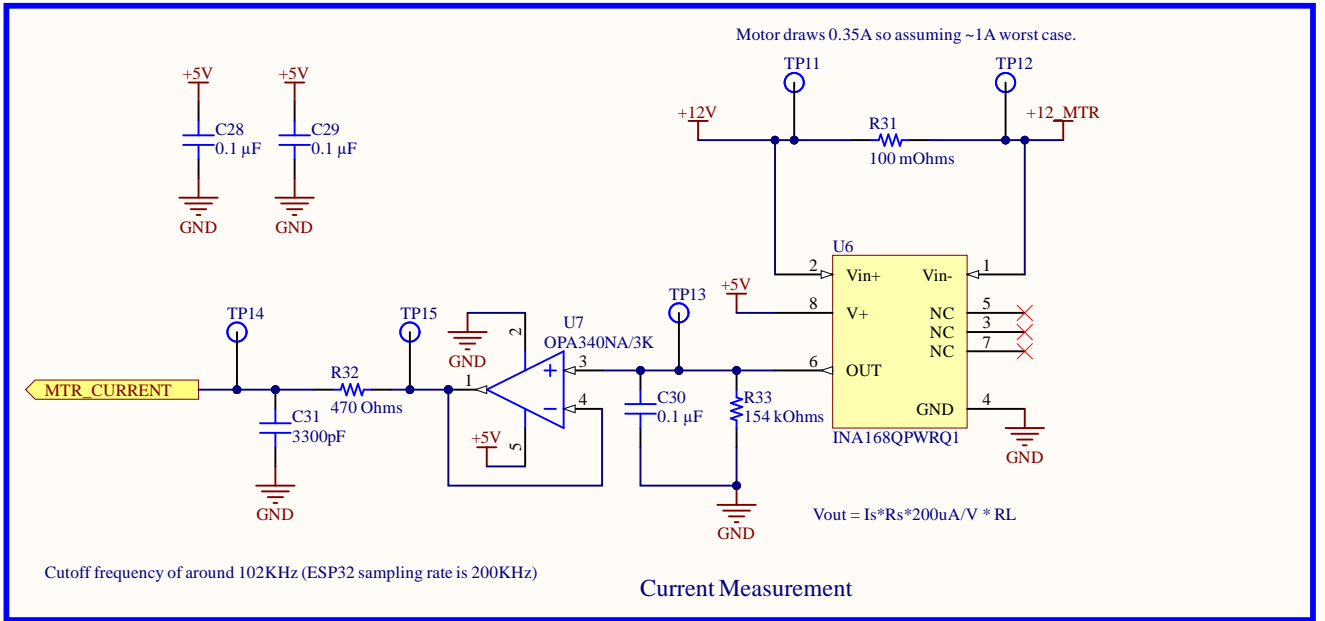 Motor draws 0.35A so assuming ~1A worst case.
TP11
TP12
+5V
+5V
+12V
+12_MTR
C28
0.1 µF
C29
0.1 µF
R31
100 mOhms
GND
GND
U6
2
Vin+
Vin-
1
+5V
8
V+
NC
5
NC
3
NC
7
6
OUT
GND
4
INA168QPWRQ1
GND
TP13
TP14
TP15
U7
OPA340NA/3K
2
GND
+
3
1
−
4
+5V
5
MTR_CURRENT
R32
470 Ohms
C31
3300pF
GND
C30
0.1 µF
R33
154 kOhms
GND
Vout = Is*Rs*200uA/V * RL
Cutoff frequency of around 102KHz (ESP32 sampling rate is 200KHz)
Current Measurement